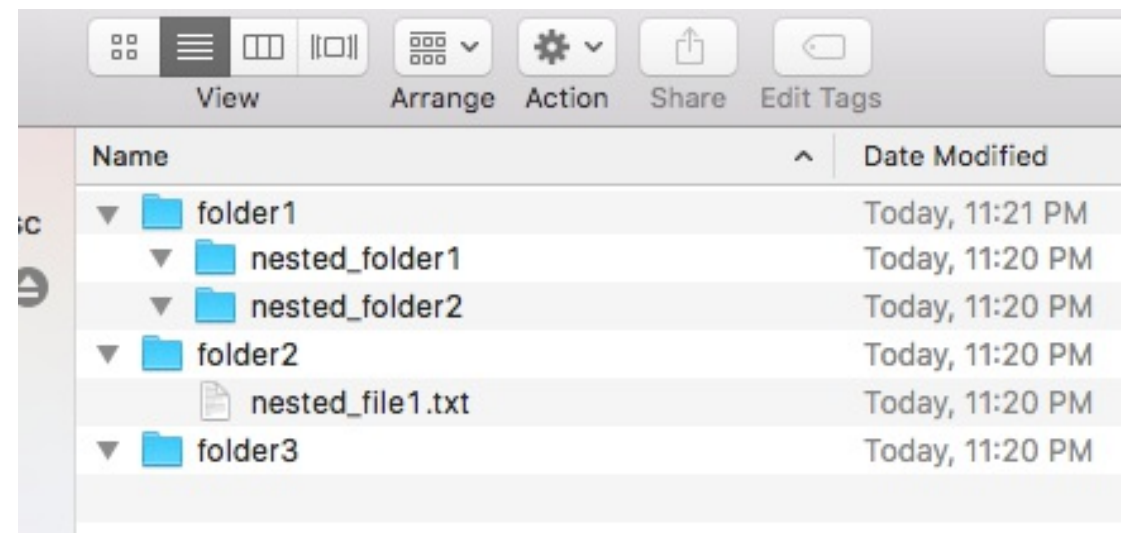 View Arrange Action Share Edit Tags
Name Date Modified
folder1 Today, 11:21 PM
nested_folder1 Today, 11:20 PM
nested_folder2 Today, 11:20 PM
folder2 Today, 11:20 PM
nested_file1.txt Today, 11:20 PM
folder3 Today, 11:20 PM